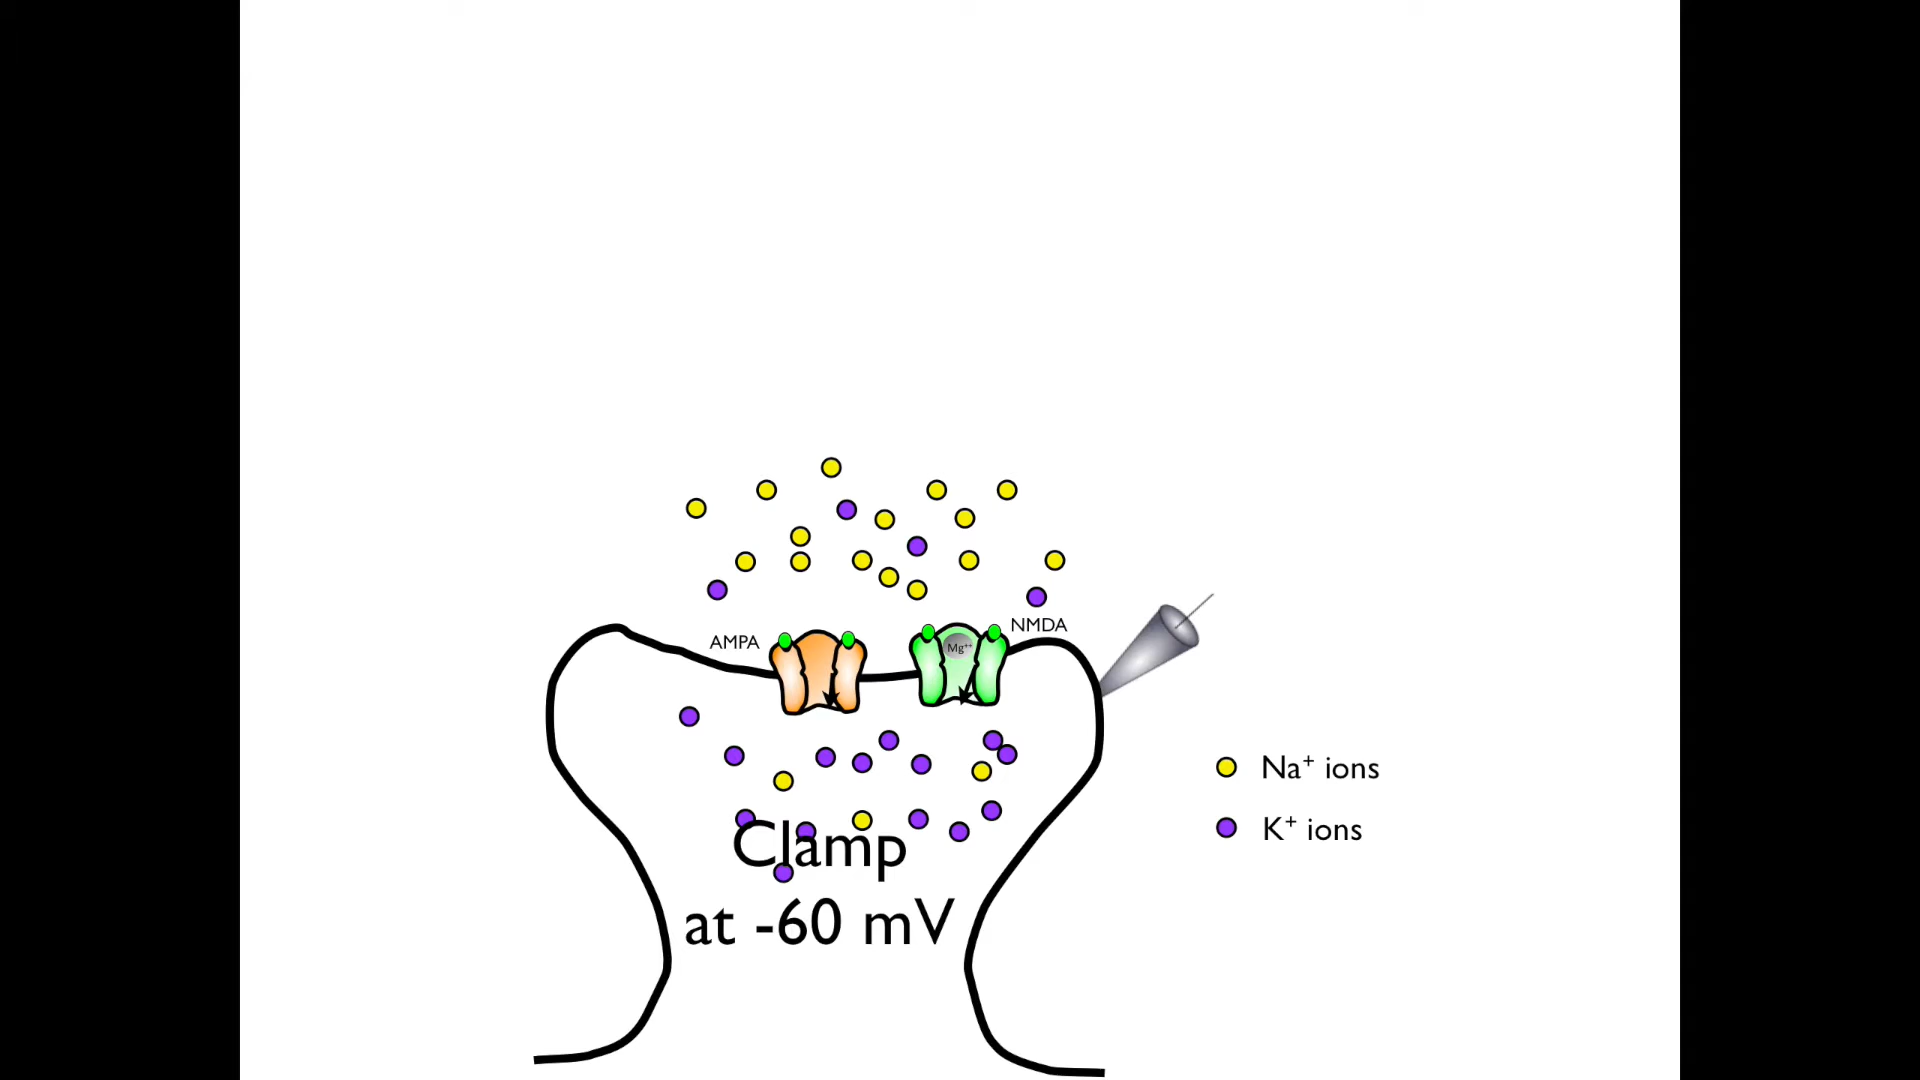 AMPA
NMDA
Mg⁺⁺
Na⁺ ions
K⁺ ions
Clamp
at -60 mV